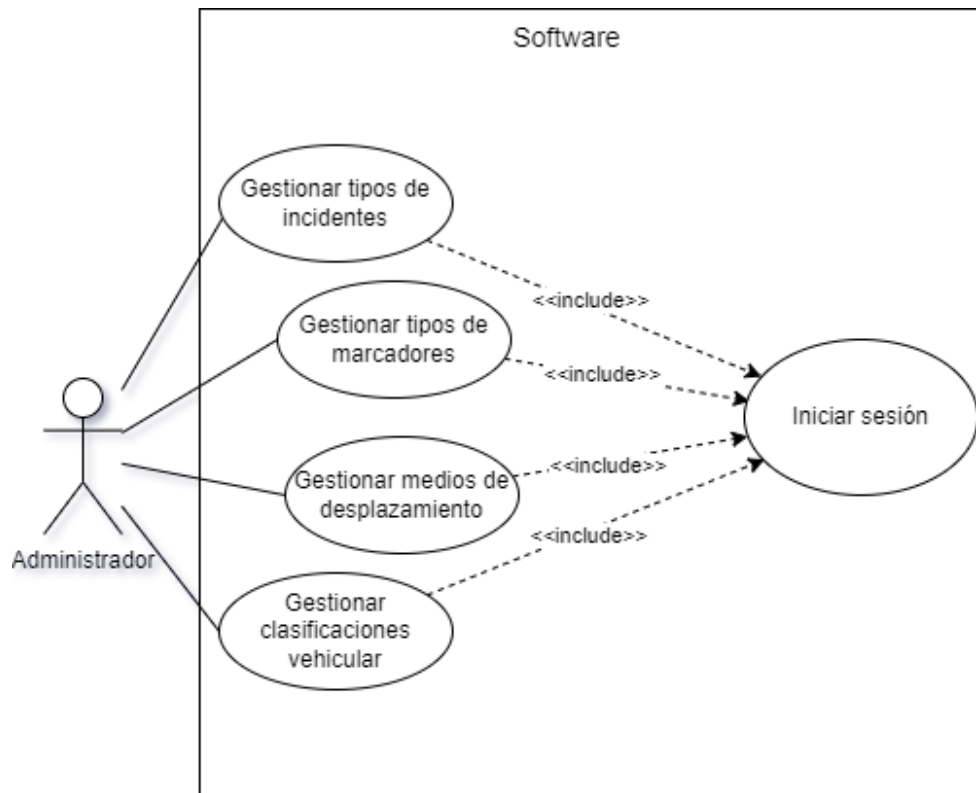 Software
Gestionar tipos de
incidentes
<<include>>
Gestionar tipos de
marcadores
<<include>>
Iniciar sesión
Gestionar medios de
desplazamiento
<<include>>
<<include>>
Administrador
Gestionar
clasificaciones
vehicular